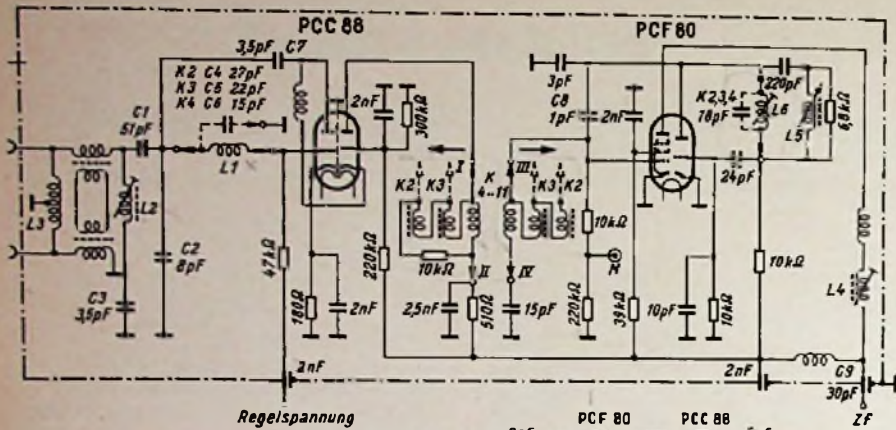 PCC 88
PCF 80
3,5pF C7
K2 C4 27pF
K3 C5 22pF
K4 C6 15pF
C1
51pF
2nF
300kΩ
L1
L2
L3
C2
8pF
C3
3,5pF
47kΩ
180Ω
2nF
220kΩ
K2
K3
I
K
4..11
III
K3
K2
10kΩ
II
IV
2,5nF
510Ω
15pF
3pF
C8
1pF
2nF
10kΩ
M
220kΩ
39kΩ
10pF
10kΩ
24pF
K2,3,4
18pF
L6
220pF
L5
6,8kΩ
10kΩ
L4
2nF
2nF
C9
30pF
Regelspannung
PCF 80
PCC 88
Zf